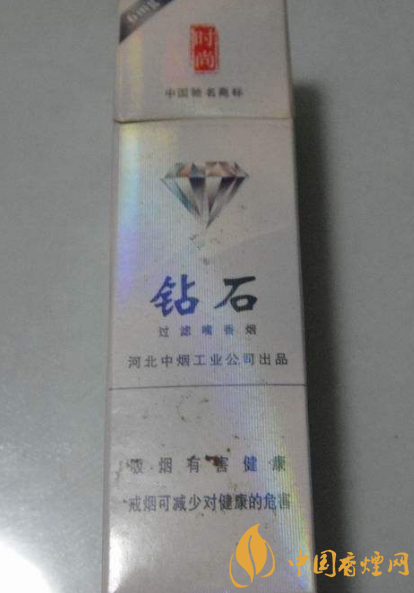 6mg
时尚
中国驰名商标
钻石
过滤嘴香烟
河北中烟工业公司出品
吸烟有害健康
戒烟可减少对健康的危害
中国香烟网